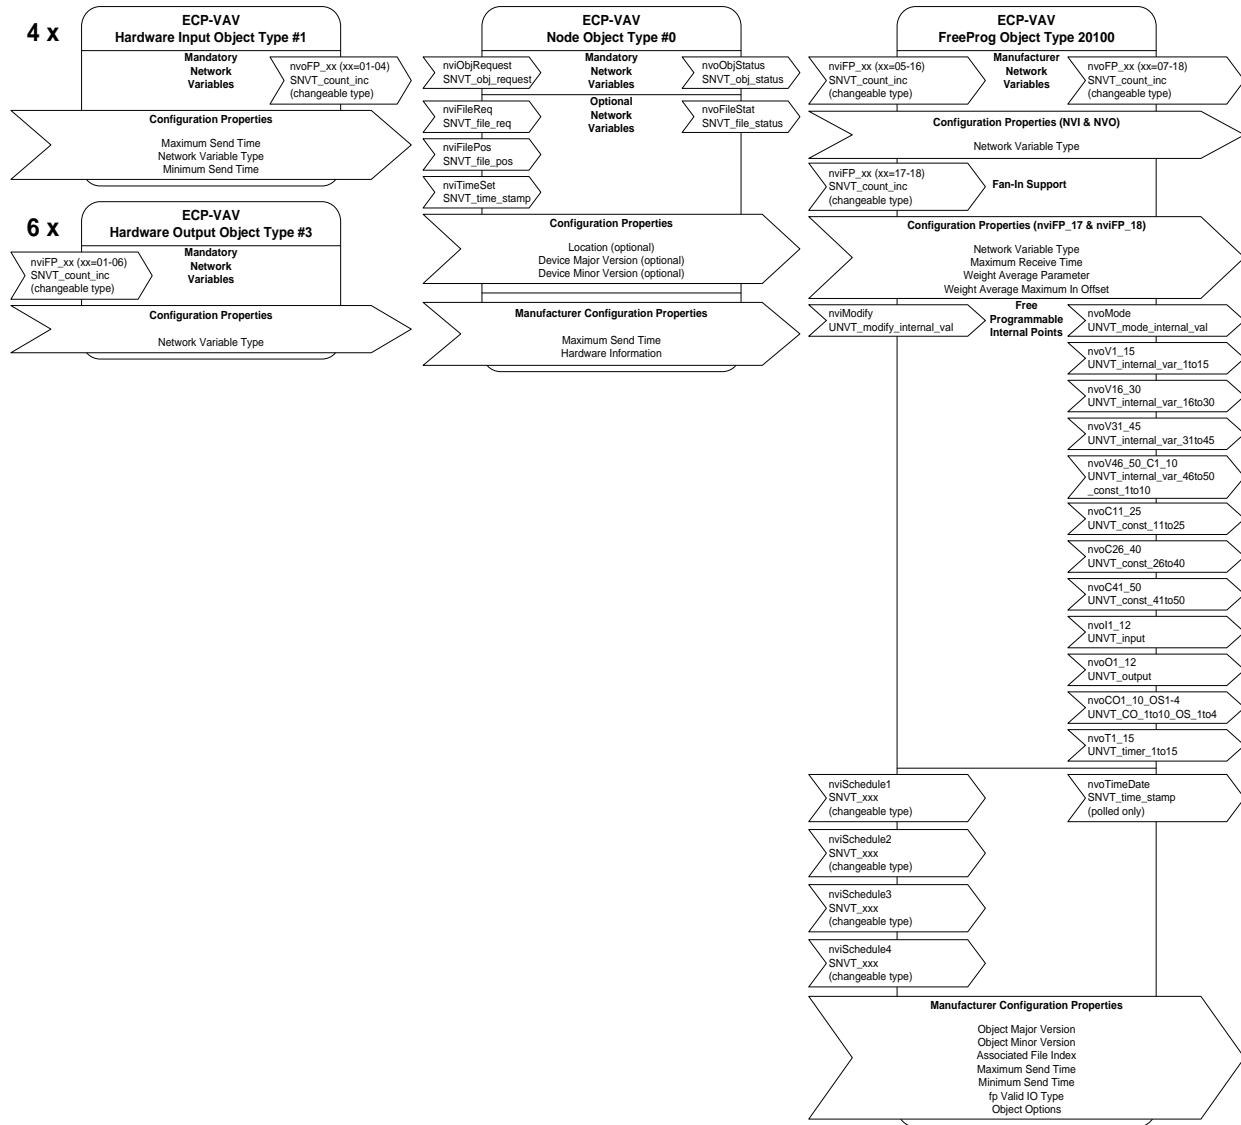 4 x
ECP-VAV
Hardware Input Object Type #1
Mandatory
Network
Variables
nvoFP_xx (xx=01-04)
SNVT_count_inc
(changeable type)
Configuration Properties
Maximum Send Time
Network Variable Type
Minimum Send Time
6 x
ECP-VAV
Hardware Output Object Type #3
Mandatory
Network
Variables
nviFP_xx (xx=01-06)
SNVT_count_inc
(changeable type)
Configuration Properties
Network Variable Type
ECP-VAV
Node Object Type #0
nviObjRequest
SNVT_obj_request
Mandatory
Network
Variables
nvoObjStatus
SNVT_obj_status
Optional
Network
Variables
nviFileReq
SNVT_file_req
nvoFileStat
SNVT_file_status
nviFilePos
SNVT_file_pos
nviTimeSet
SNVT_time_stamp
Configuration Properties
Location (optional)
Device Major Version (optional)
Device Minor Version (optional)
Manufacturer Configuration Properties
Maximum Send Time
Hardware Information
ECP-VAV
FreeProg Object Type 20100
nviFP_xx (xx=05-16)
SNVT_count_inc
(changeable type)
Manufacturer
Network
Variables
nvoFP_xx (xx=07-18)
SNVT_count_inc
(changeable type)
Configuration Properties (NVI & NVO)
Network Variable Type
nviFP_xx (xx=17-18)
SNVT_count_inc
(changeable type)
Fan-In Support
Configuration Properties (nviFP_17 & nviFP_18)
Network Variable Type
Maximum Receive Time
Weight Average Parameter
Weight Average Maximum In Offset
nviModify
UNVT_modify_internal_val
Free
Programmable
Internal Points
nvoMode
UNVT_mode_internal_val
nvoV1_15
UNVT_internal_var_1to15
nvoV16_30
UNVT_internal_var_16to30
nvoV31_45
UNVT_internal_var_31to45
nvoV46_50_C1_10
UNVT_internal_var_46to50
_const_1to10
nvoC11_25
UNVT_const_11to25
nvoC26_40
UNVT_const_26to40
nvoC41_50
UNVT_const_41to50
nvoI1_12
UNVT_input
nvoO1_12
UNVT_output
nvoCO1_10_OS1-4
UNVT_CO_1to10_OS_1to4
nvoT1_15
UNVT_timer_1to15
nviSchedule1
SNVT_xxx
(changeable type)
nvoTimeDate
SNVT_time_stamp
(polled only)
nviSchedule2
SNVT_xxx
(changeable type)
nviSchedule3
SNVT_xxx
(changeable type)
nviSchedule4
SNVT_xxx
(changeable type)
Manufacturer Configuration Properties
Object Major Version
Object Minor Version
Associated File Index
Maximum Send Time
Minimum Send Time
fp Valid IO Type
Object Options